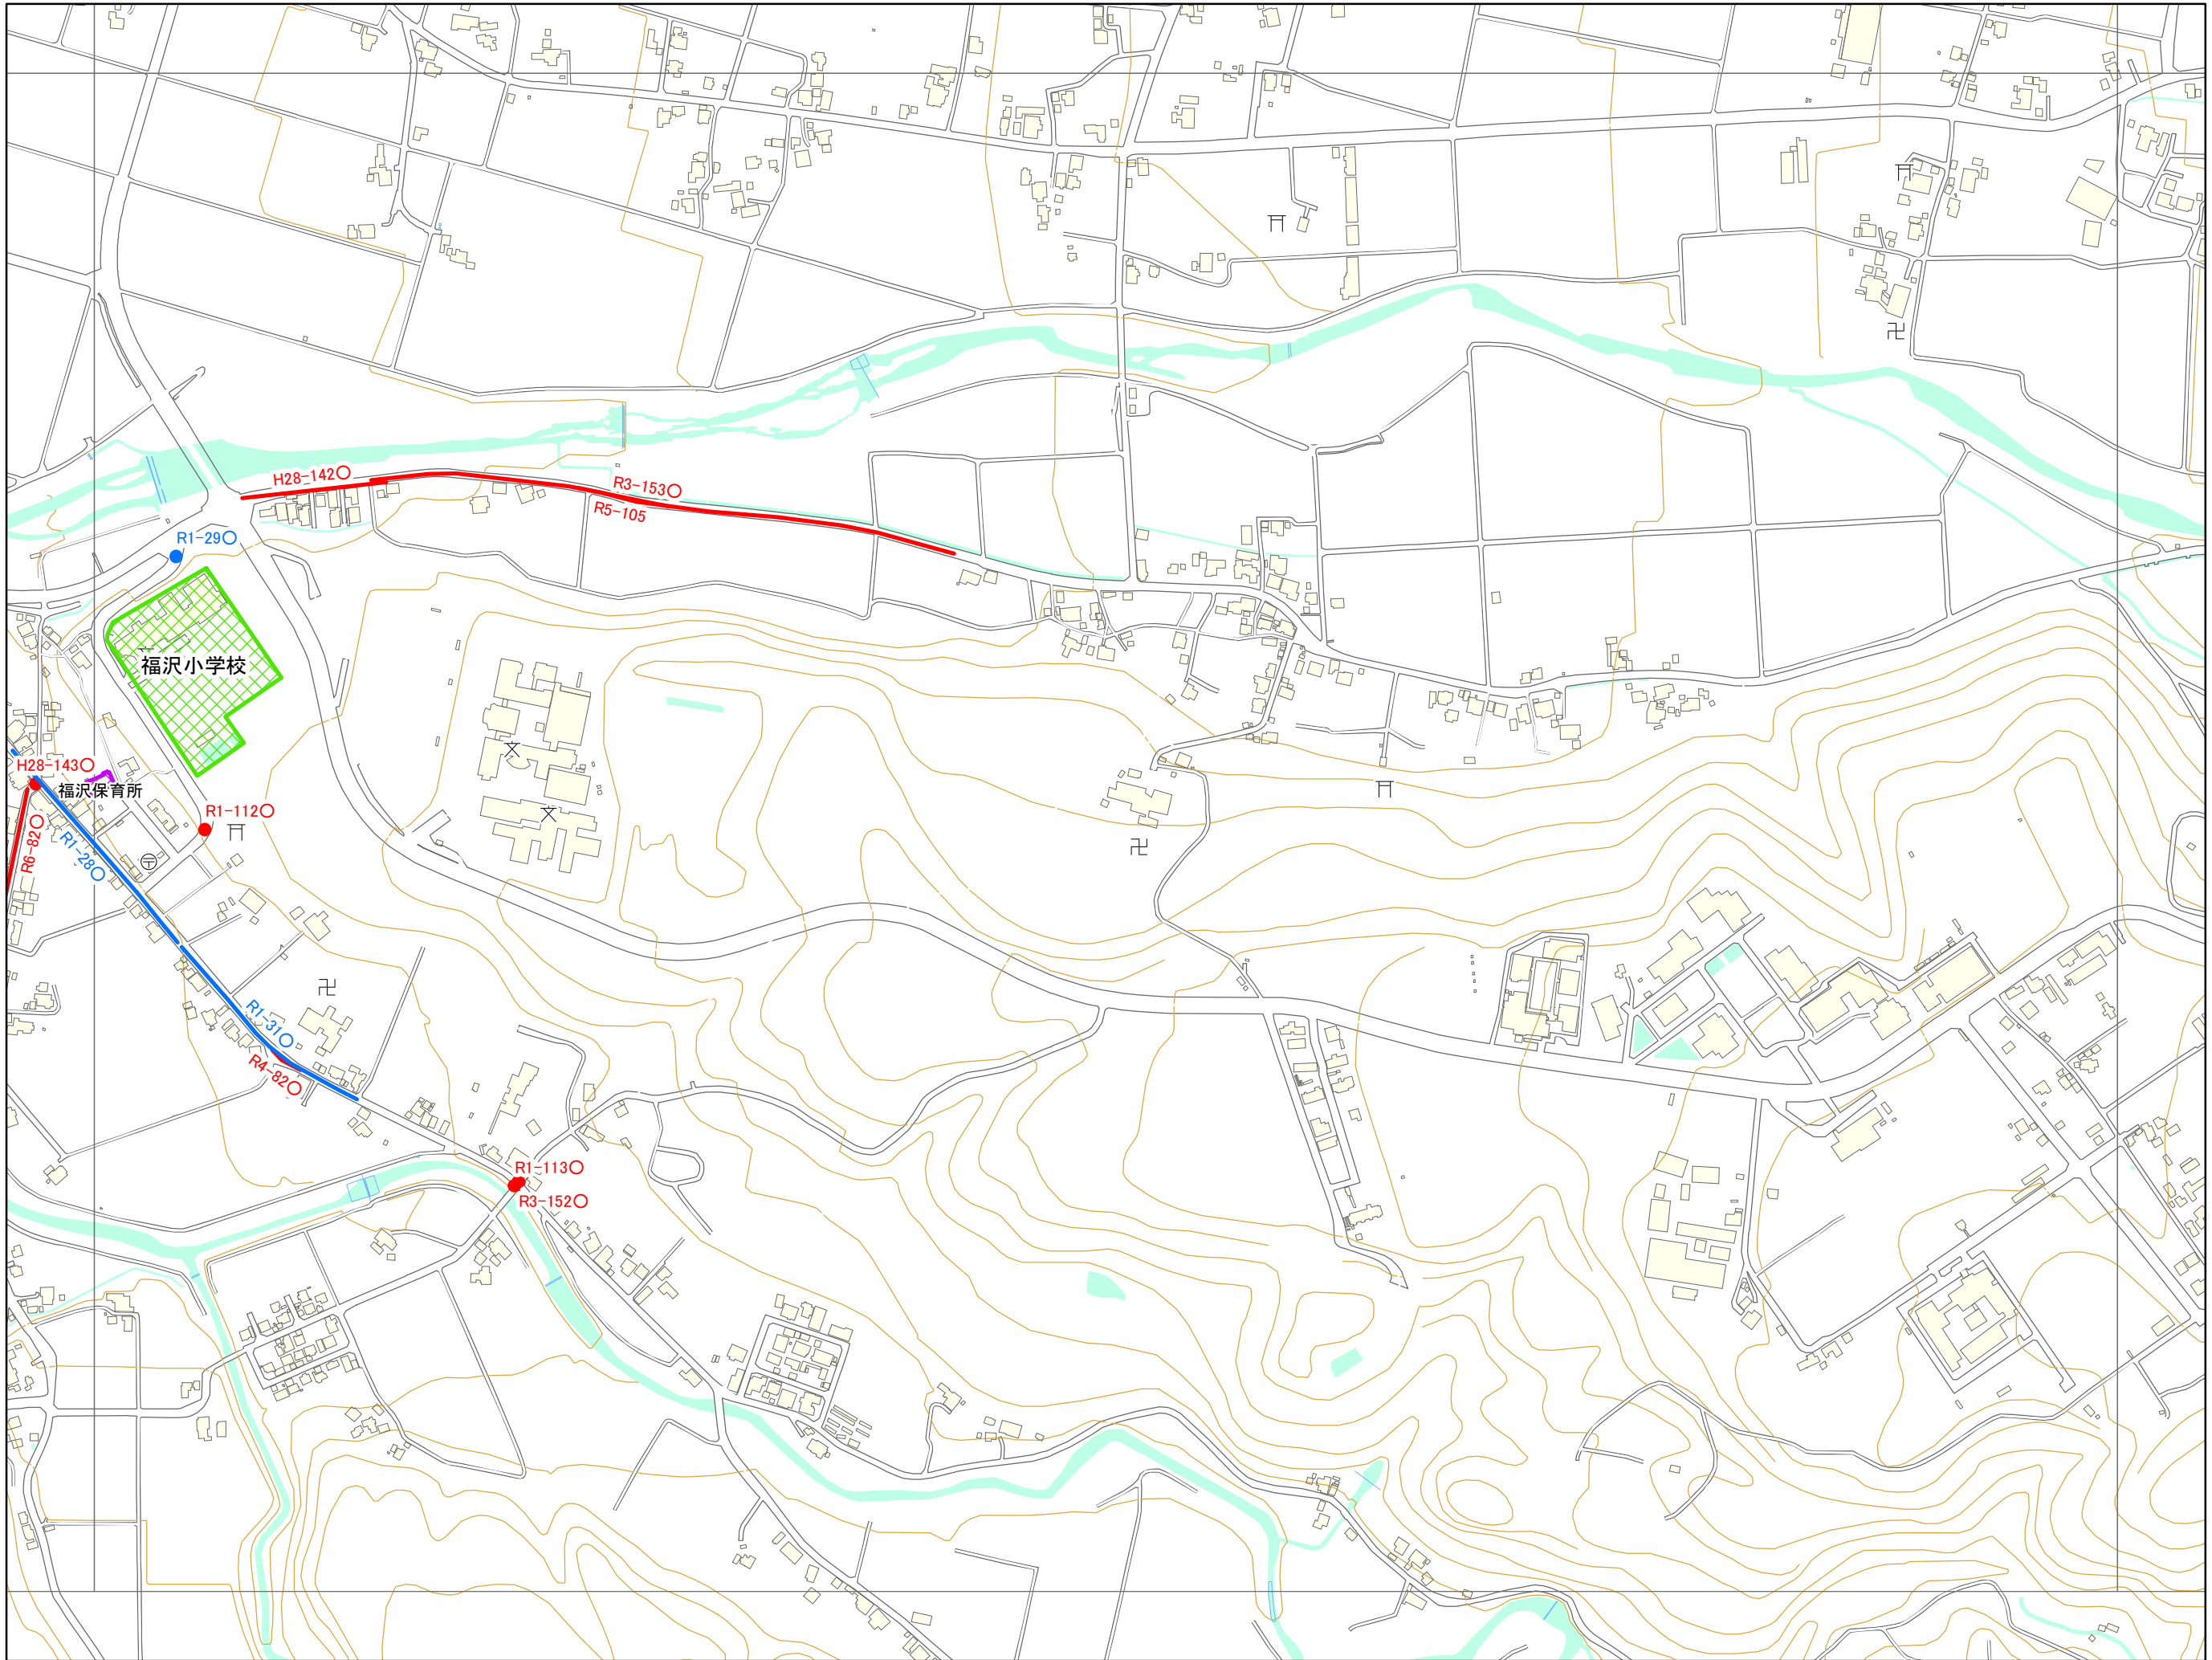 H28-142○
R3-153○
R5-105
R1-29○
福沢小学校
H28-143○
福沢保育所
R1-112○
R6-82○
R1-28○
R1-31○
R4-82○
R1-113○
R3-152○